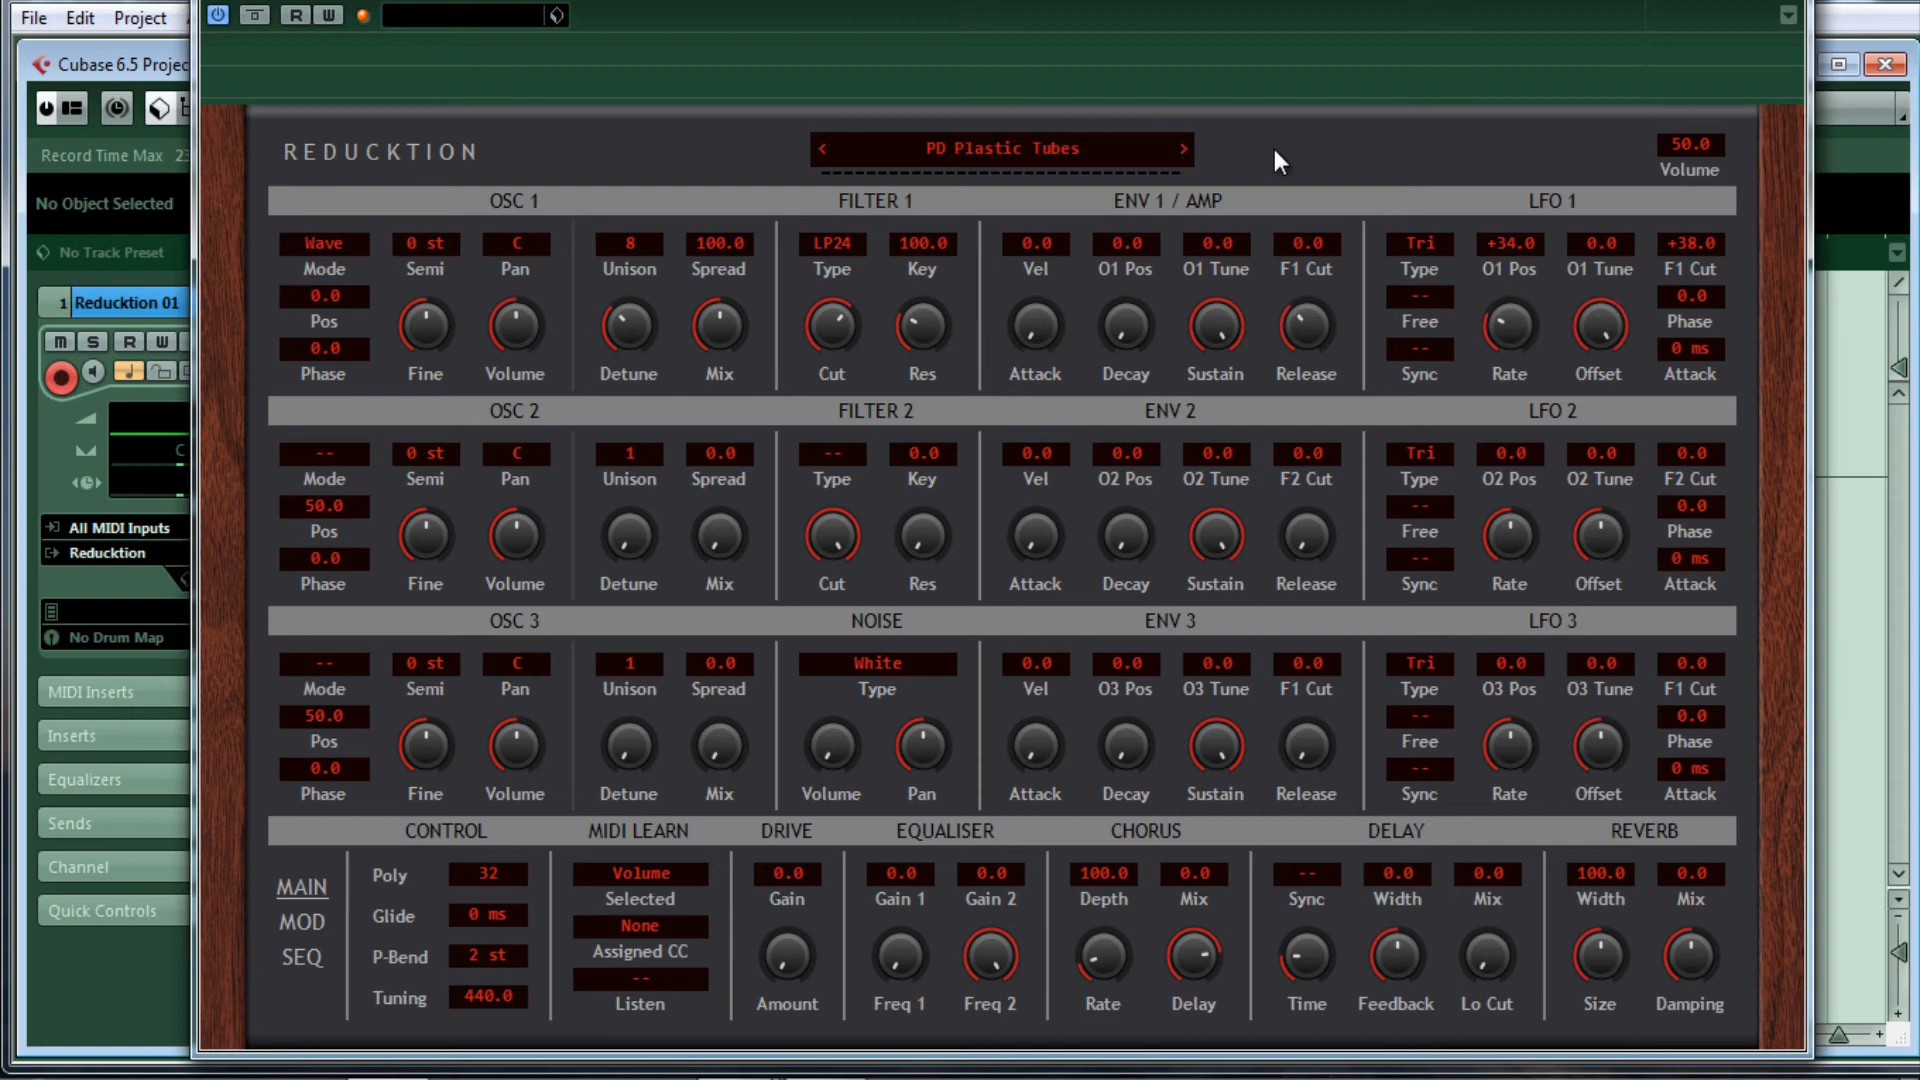 File Edit Project
R W
Cubase 6.5 Projec
Record Time Max 23
No Object Selected
No Track Preset
1 Reducktion 01
M S R W
C
All MIDI Inputs
Reducktion
No Drum Map
MIDI Inserts
Inserts
Equalizers
Sends
Channel
Quick Controls
REDUCKTION
< PD Plastic Tubes >
50.0
Volume
OSC 1 FILTER 1 ENV 1 / AMP LFO 1
Wave 0 st C 8 100.0 LP24 100.0 0.0 0.0 0.0 0.0 Tri +34.0 0.0 +38.0
Mode Semi Pan Unison Spread Type Key Vel O1 Pos O1 Tune F1 Cut Type O1 Pos O1 Tune F1 Cut
0.0 -- 0.0
Pos Free Phase
0.0 -- 0 ms
Phase Fine Volume Detune Mix Cut Res Attack Decay Sustain Release Sync Rate Offset Attack
OSC 2 FILTER 2 ENV 2 LFO 2
-- 0 st C 1 0.0 -- 0.0 0.0 0.0 0.0 0.0 Tri 0.0 0.0 0.0
Mode Semi Pan Unison Spread Type Key Vel O2 Pos O2 Tune F2 Cut Type O2 Pos O2 Tune F2 Cut
50.0 -- 0.0
Pos Free Phase
0.0 -- 0 ms
Phase Fine Volume Detune Mix Cut Res Attack Decay Sustain Release Sync Rate Offset Attack
OSC 3 NOISE ENV 3 LFO 3
-- 0 st C 1 0.0 White 0.0 0.0 0.0 0.0 Tri 0.0 0.0 0.0
Mode Semi Pan Unison Spread Type Vel O3 Pos O3 Tune F1 Cut Type O3 Pos O3 Tune F1 Cut
50.0 -- 0.0
Pos Free Phase
0.0 -- 0 ms
Phase Fine Volume Detune Mix Volume Pan Attack Decay Sustain Release Sync Rate Offset Attack
CONTROL MIDI LEARN DRIVE EQUALISER CHORUS DELAY REVERB
MAIN
MOD
SEQ
Poly 32
Glide 0 ms
P-Bend 2 st
Tuning 440.0
Volume
Selected
None
Assigned CC
--
Listen
0.0 0.0 0.0 100.0 0.0 -- 0.0 0.0 100.0 0.0
Gain Gain 1 Gain 2 Depth Mix Sync Width Mix Width Mix
Amount Freq 1 Freq 2 Rate Delay Time Feedback Lo Cut Size Damping